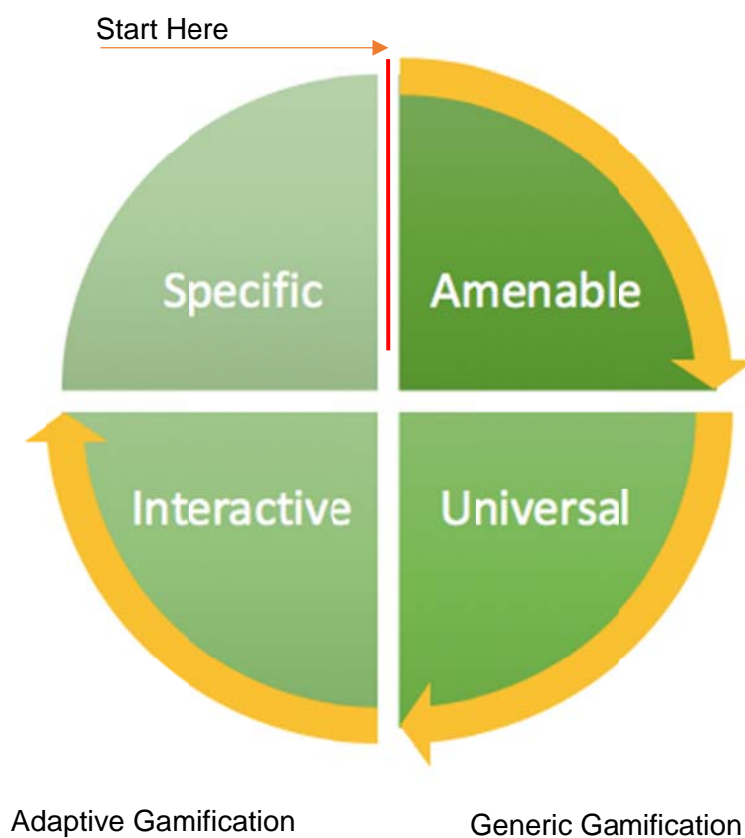 Start Here
Specific
Amenable
Interactive
Universal
Adaptive Gamification
Generic Gamification